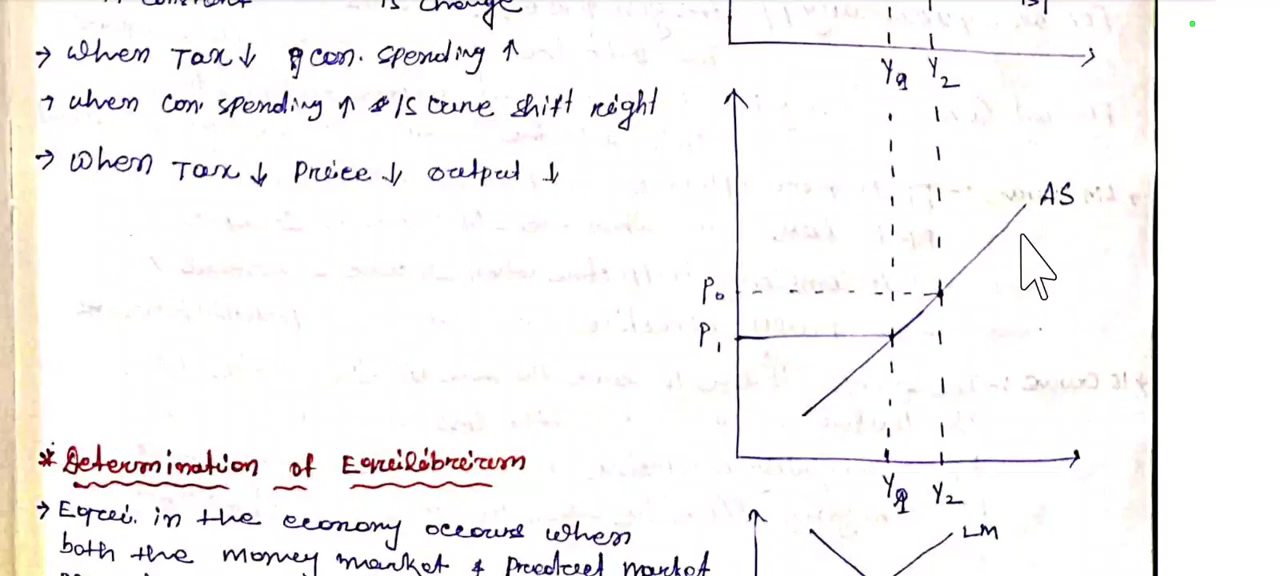 is change
→ When Tax ↓ con. spending ↑
→ when con. spending ↑ IS curve shift right
→ When Tax ↓ Price ↓ output ↓
Y1 Y2
AS
P0
P1
Y1 Y2
* Determination of Equilibrium
→ Equi. in the economy occurs when
both the money market & product market
LM